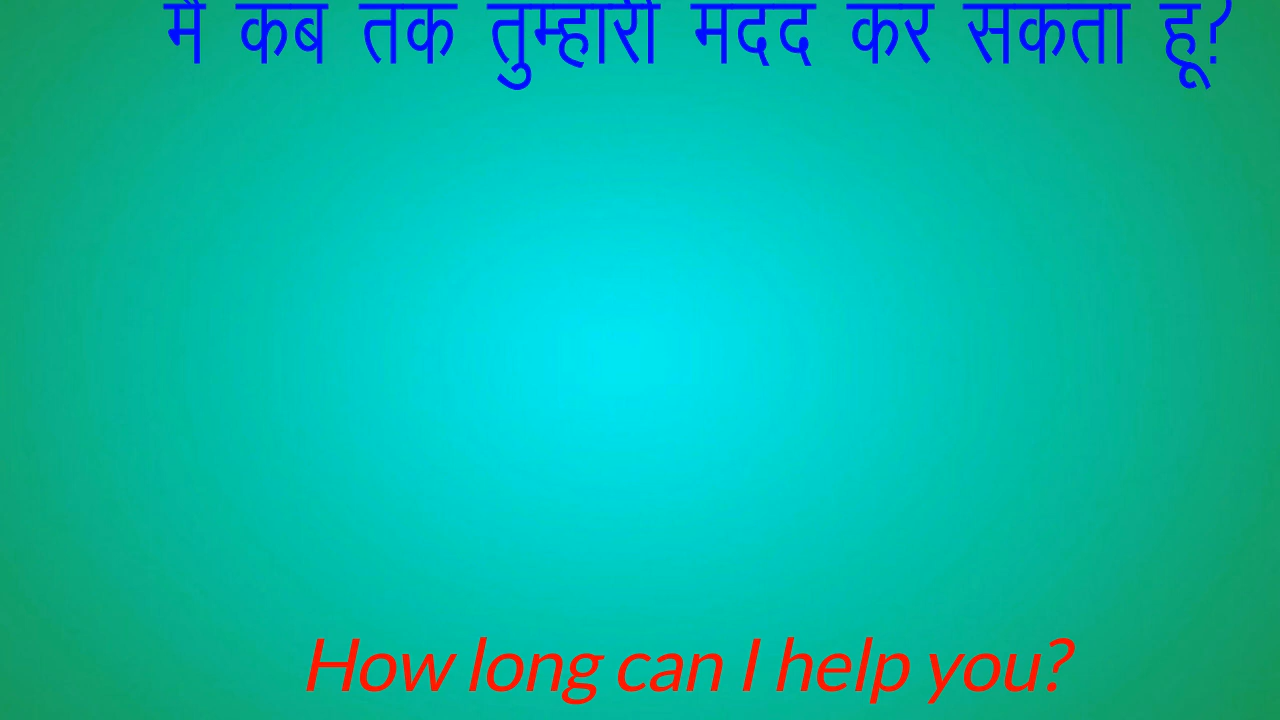 मैं कब तक तुम्हारी मदद कर सकता हूं?
How long can I help you?